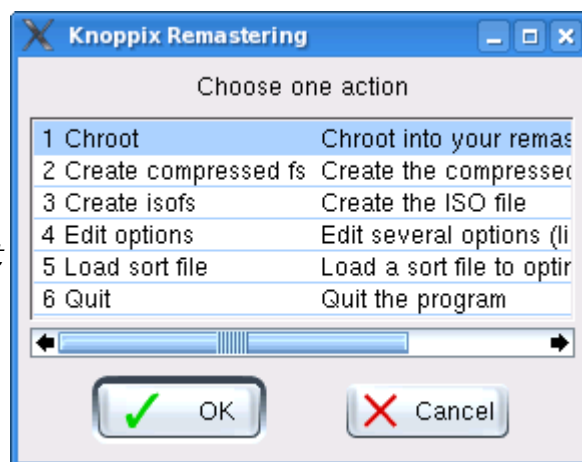 Knoppix Remastering
Choose one action
1 Chroot Chroot into your remas
2 Create compressed fs Create the compressed
3 Create isofs Create the ISO file
4 Edit options Edit several options (li
5 Load sort file Load a sort file to optim
6 Quit Quit the program
OK Cancel